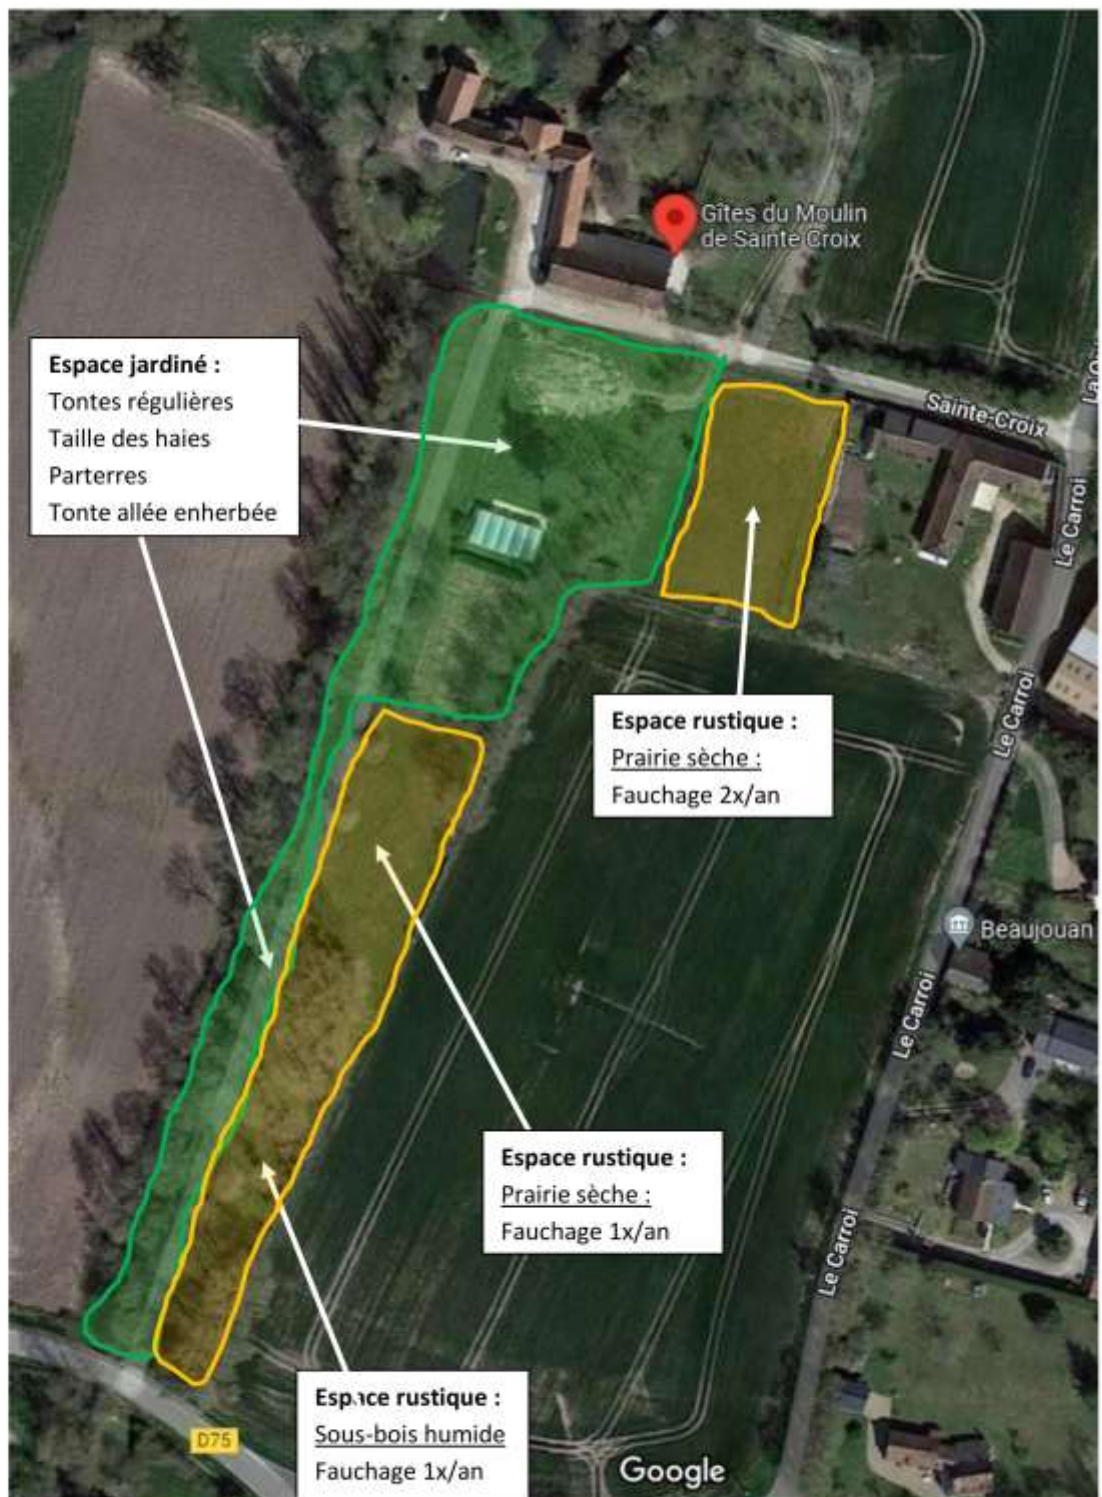 Gîtes du Moulin
de Sainte Croix
Espace jardiné :
Tontes régulières
Taille des haies
Parterres
Tonte allée enherbée
Sainte-Croix
Le Carroi
Le Carroi
Espace rustique :
Prairie sèche :
Fauchage 2x/an
Beaujouan
Le Carroi
Espace rustique :
Prairie sèche :
Fauchage 1x/an
Le Carroi
Espace rustique :
Sous-bois humide
Fauchage 1x/an
D75
Google